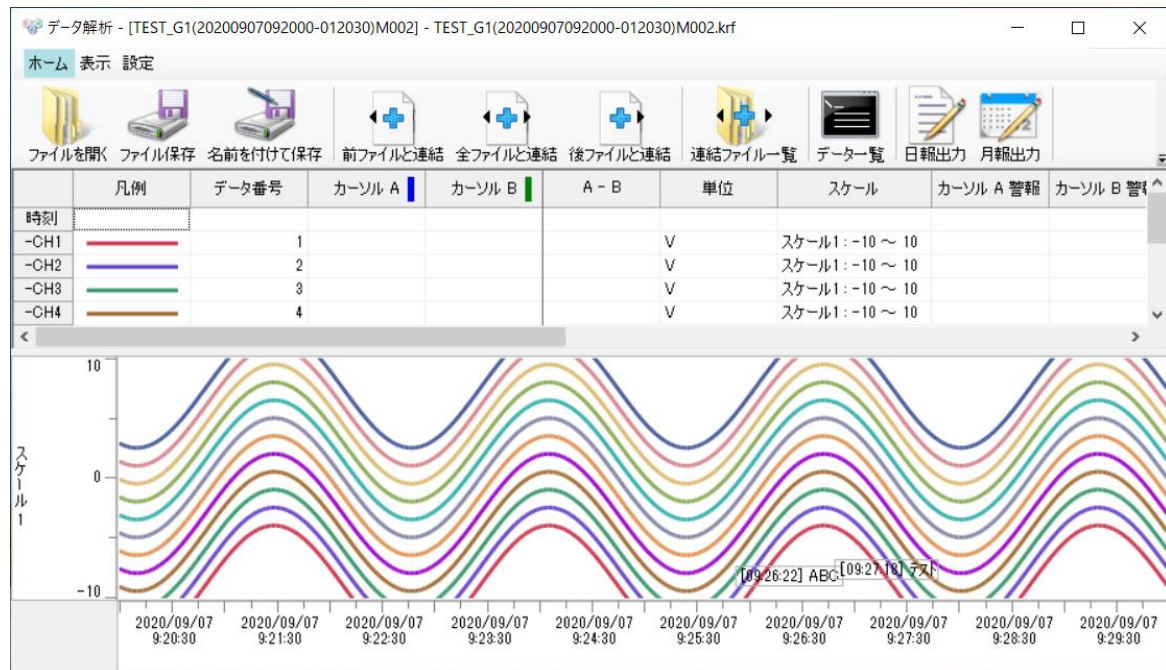 データ解析 - [TEST_G1(20200907092000-012030)M002] - TEST_G1(20200907092000-012030)M002.krf
ホーム 表示 設定
ファイルを開く ファイル保存 名前を付けて保存 前ファイルと連結 全ファイルと連結 後ファイルと連結 連結ファイル一覧 データ一覧 日報出力 月報出力
凡例 データ番号 カーソル A カーソル B A - B 単位 スケール カーソル A 警報 カーソル B 警報
時刻
-CH1 1 V スケール1 : -10 ～ 10
-CH2 2 V スケール1 : -10 ～ 10
-CH3 3 V スケール1 : -10 ～ 10
-CH4 4 V スケール1 : -10 ～ 10
10
0
-10
スケール1
[09:26:22] ABC [09:27:18] テスト
2020/09/07 2020/09/07 2020/09/07 2020/09/07 2020/09/07 2020/09/07 2020/09/07 2020/09/07 2020/09/07 2020/09/07
9:20:30 9:21:30 9:22:30 9:23:30 9:24:30 9:25:30 9:26:30 9:27:30 9:28:30 9:29:30